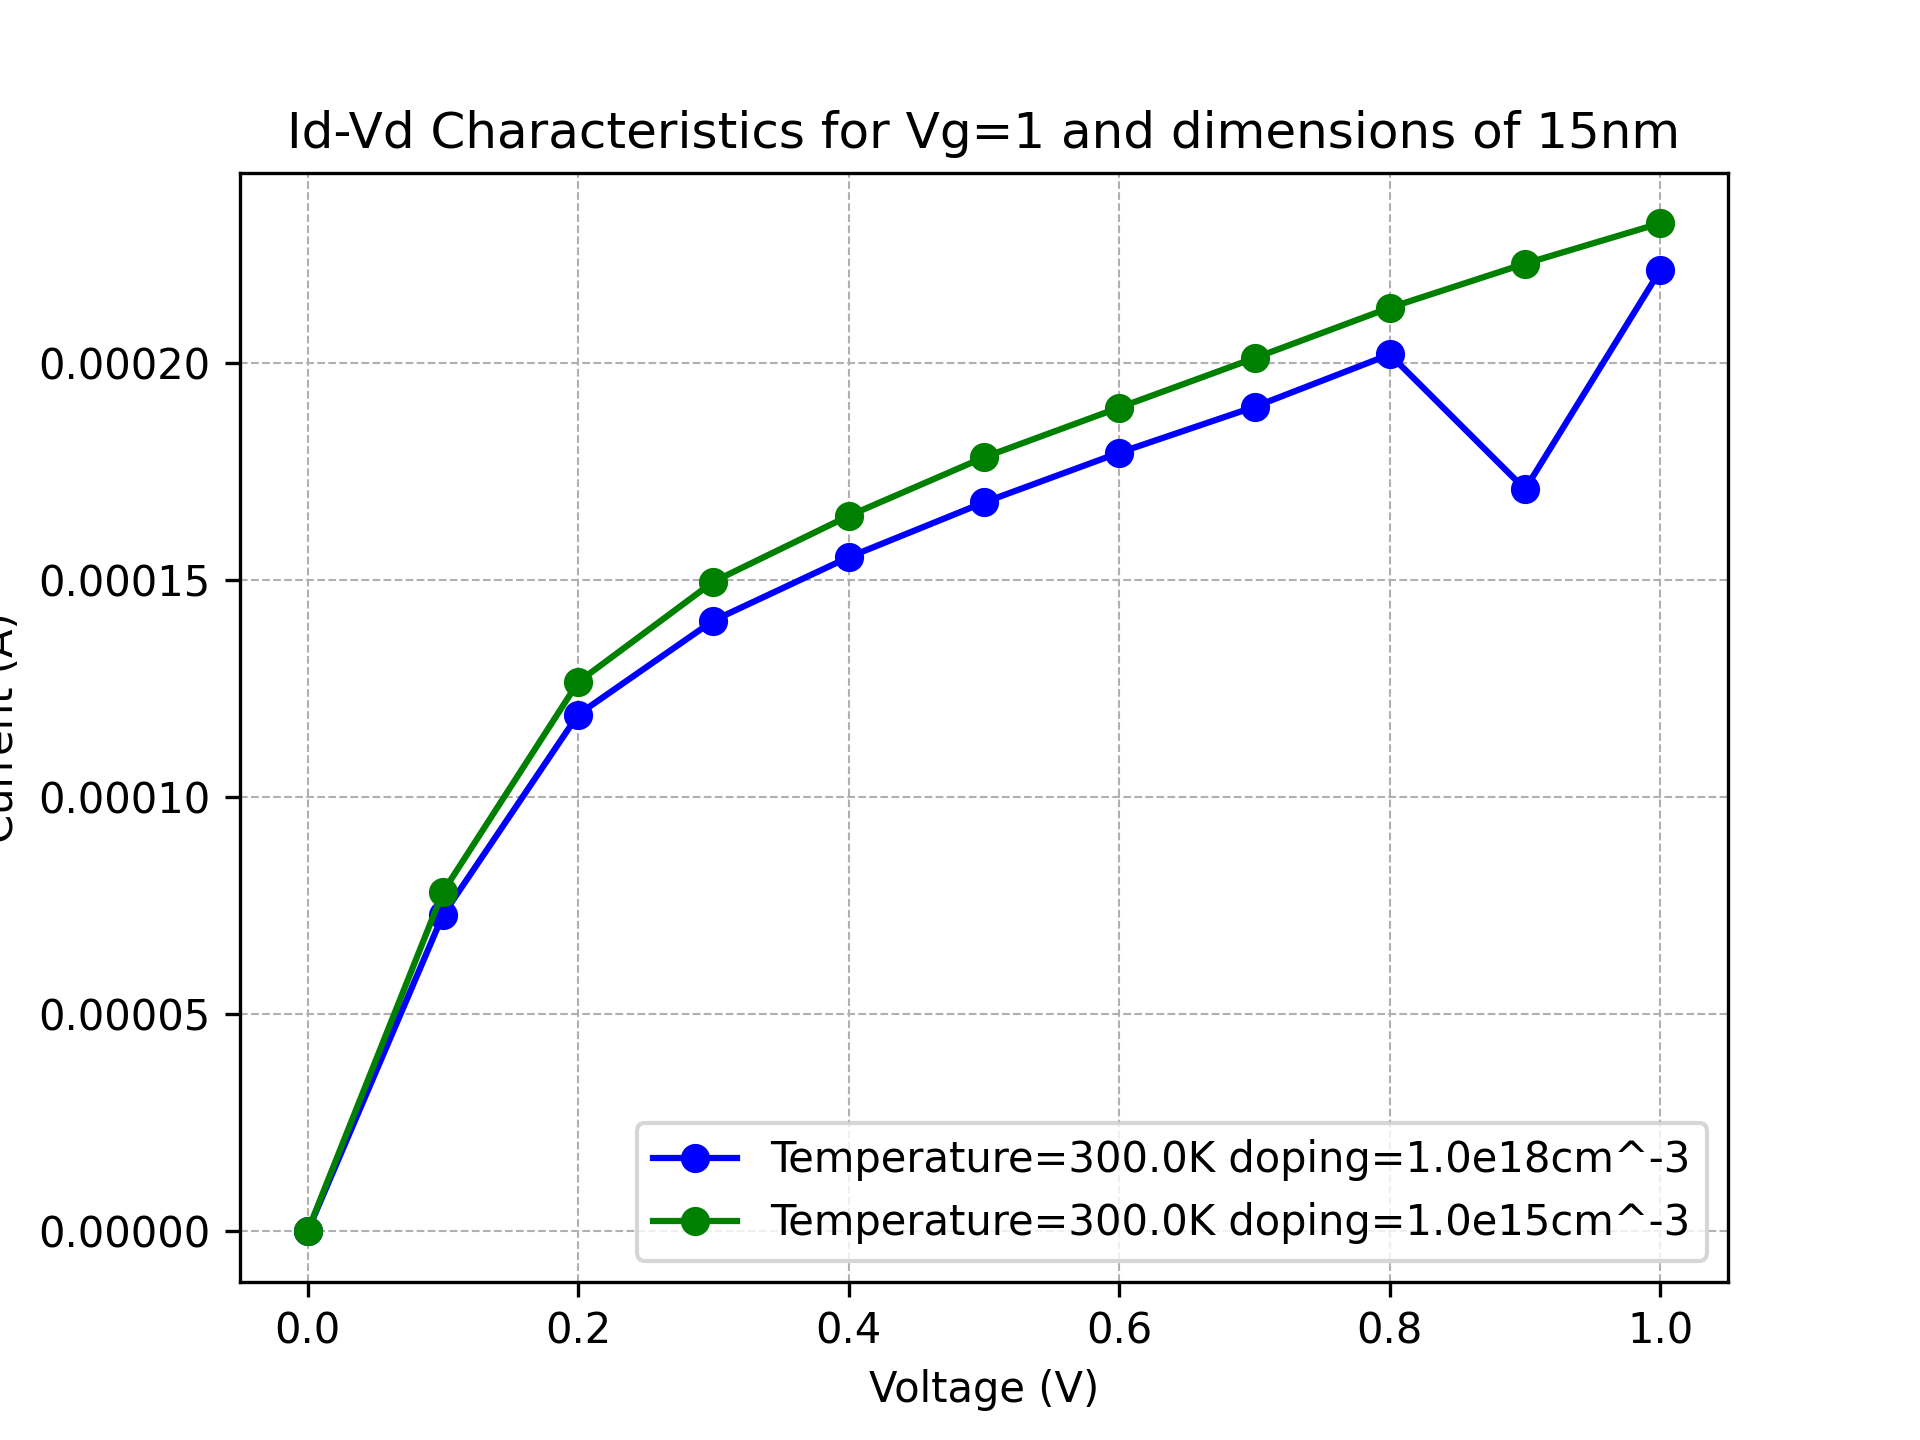 Id-Vd Characteristics for Vg=1 and dimensions of 15nm
0.00020
0.00015
0.00010
0.00005
0.00000
Current (A)
Temperature=300.0K doping=1.0e18cm^-3
Temperature=300.0K doping=1.0e15cm^-3
0.0 0.2 0.4 0.6 0.8 1.0
Voltage (V)